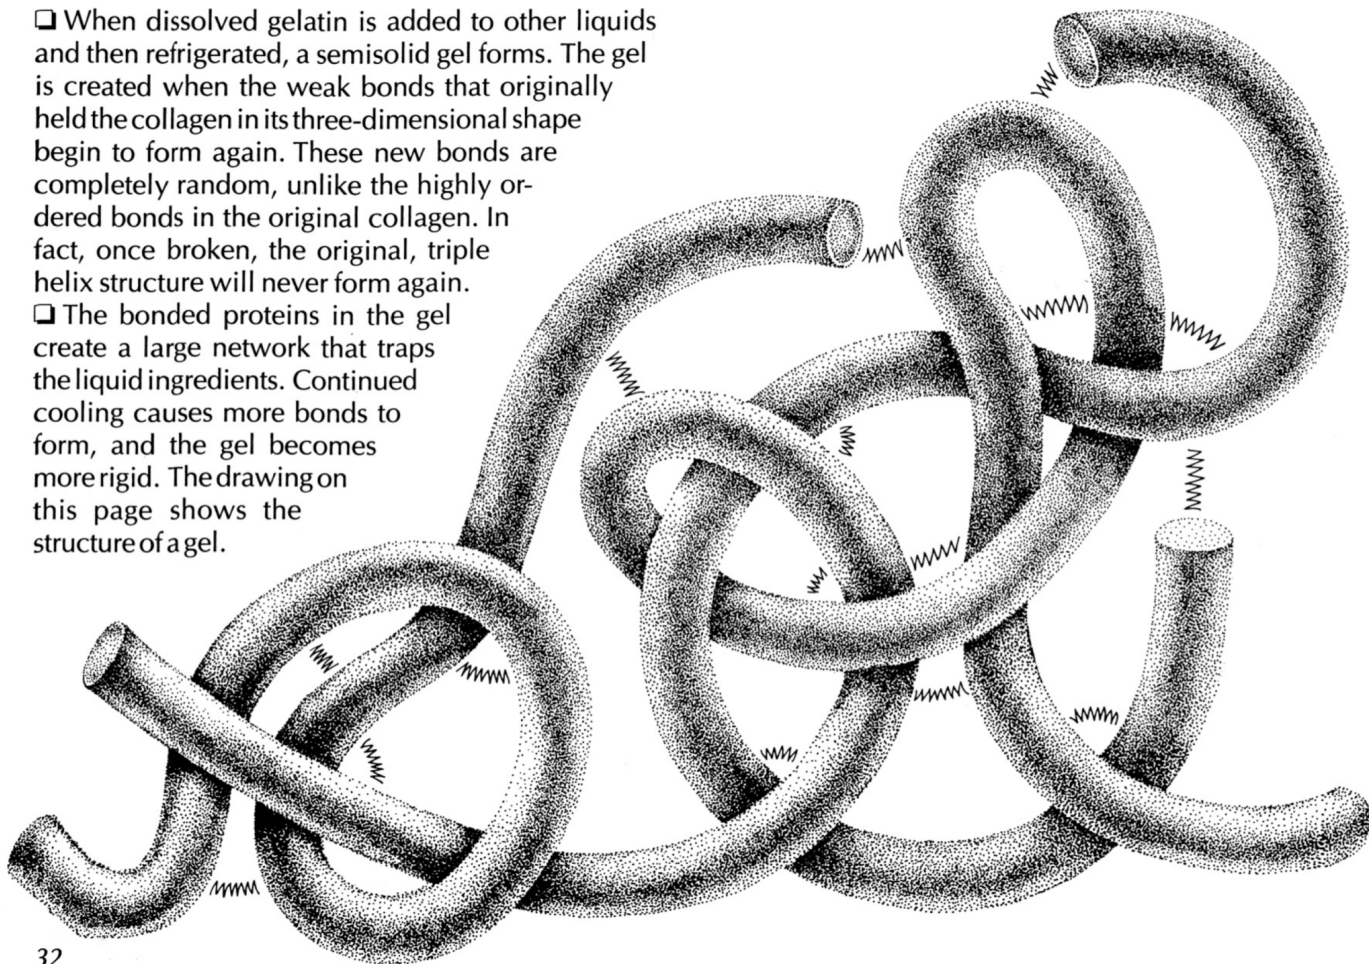 ❏ When dissolved gelatin is added to other liquids
and then refrigerated, a semisolid gel forms. The gel
is created when the weak bonds that originally
held the collagen in its three-dimensional shape
begin to form again. These new bonds are
completely random, unlike the highly or-
dered bonds in the original collagen. In
fact, once broken, the original, triple
helix structure will never form again.
❏ The bonded proteins in the gel
create a large network that traps
the liquid ingredients. Continued
cooling causes more bonds to
form, and the gel becomes
more rigid. The drawing on
this page shows the
structure of a gel.
32